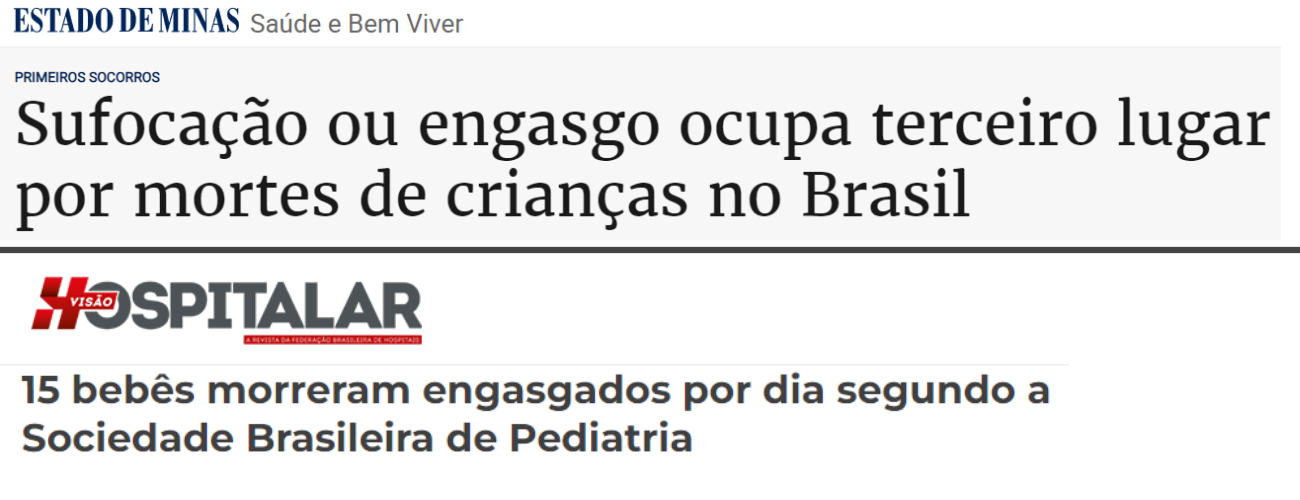 ESTADO DE MINAS Saúde e Bem Viver
PRIMEIROS SOCORROS
Sufocação ou engasgo ocupa terceiro lugar
por mortes de crianças no Brasil
VISÃO HOSPITALAR
A REVISTA DA FEDERAÇÃO BRASILEIRA DE HOSPITAIS
15 bebês morreram engasgados por dia segundo a
Sociedade Brasileira de Pediatria